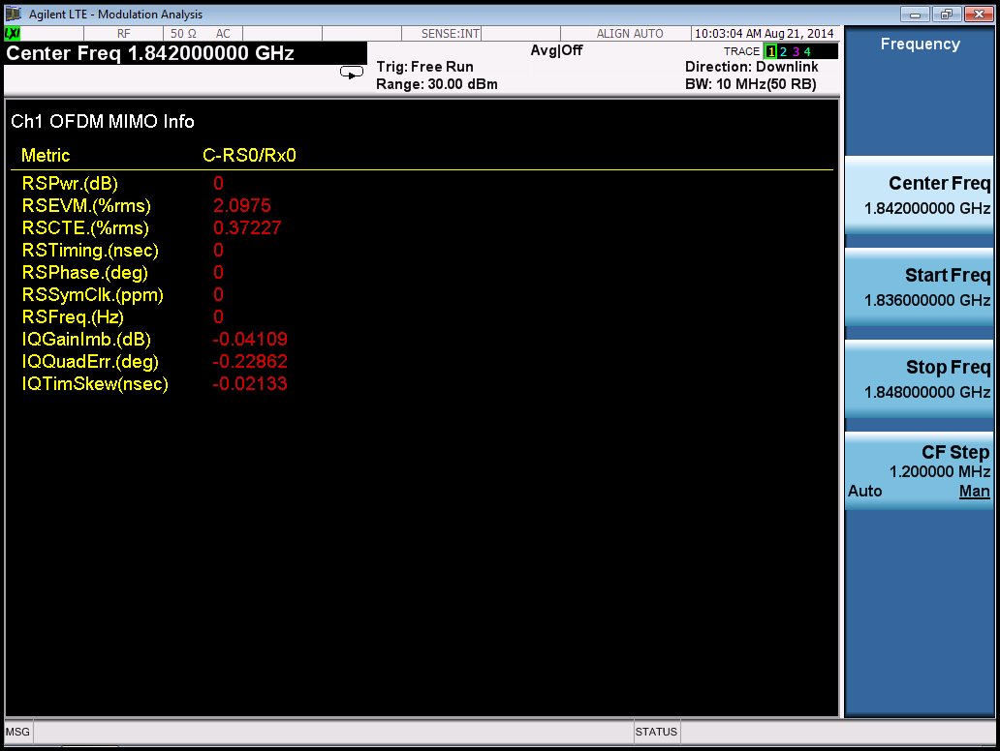 Agilent LTE - Modulation Analysis
LXI RF 50 Ω AC SENSE:INT ALIGN AUTO 10:03:04 AM Aug 21, 2014
Center Freq 1.842000000 GHz
Avg|Off
TRACE 1 2 3 4
Trig: Free Run
Direction: Downlink
Range: 30.00 dBm
BW: 10 MHz(50 RB)
Ch1 OFDM MIMO Info
Metric C-RS0/Rx0
RSPwr.(dB) 0
RSEVM.(%rms) 2.0975
RSCTE.(%rms) 0.37227
RSTiming.(nsec) 0
RSPhase.(deg) 0
RSSymClk.(ppm) 0
RSFreq.(Hz) 0
IQGainImb.(dB) -0.04109
IQQuadErr.(deg) -0.22862
IQTimSkew(nsec) -0.02133
Frequency
Center Freq
1.842000000 GHz
Start Freq
1.836000000 GHz
Stop Freq
1.848000000 GHz
CF Step
1.200000 MHz
Auto Man
MSG STATUS